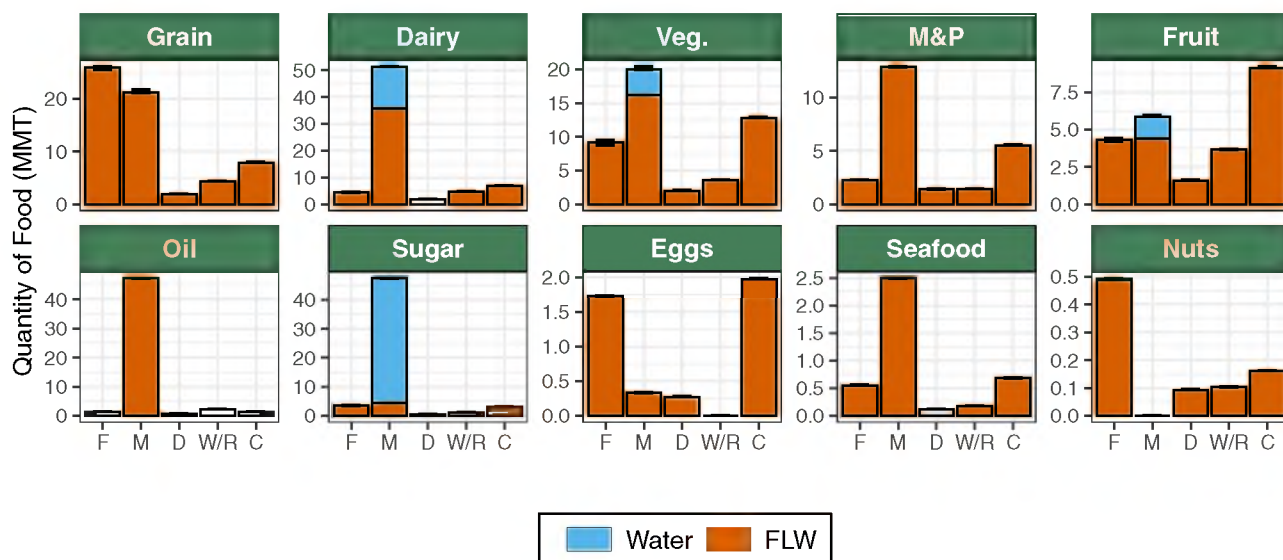 Grain Dairy Veg. M&P Fruit
20 10 0
50 40 30 20 10 0
20 15 10 5 0
10 5 0
7.5 5.0 2.5 0.0
Quantity of Food (MMT)
Oil Sugar Eggs Seafood Nuts
40 30 20 10 0
40 30 20 10 0
2.0 1.5 1.0 0.5 0.0
2.5 2.0 1.5 1.0 0.5 0.0
0.5 0.4 0.3 0.2 0.1 0.0
F M D W/R C F M D W/R C F M D W/R C F M D W/R C F M D W/R C
Water FLW